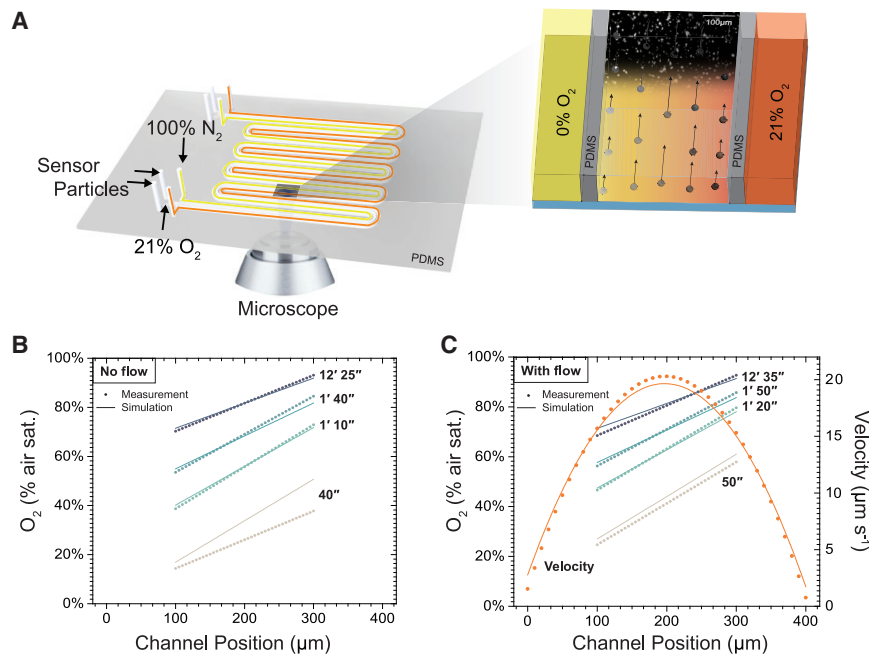 A
100% N2
Sensor
Particles
21% O2
PDMS
Microscope
100µm
0% O2
PDMS
PDMS
21% O2
B
No flow
Measurement
Simulation
12′ 25″
1′ 40″
1′ 10″
40″
100%
80%
60%
40%
20%
0%
O2 (% air sat.)
0 100 200 300 400
Channel Position (µm)
C
With flow
Measurement
Simulation
12′ 35″
1′ 50″
1′ 20″
50″
Velocity
100%
80%
60%
40%
20%
0%
O2 (% air sat.)
20
15
10
5
0
Velocity (µm s-1)
0 100 200 300 400
Channel Position (µm)